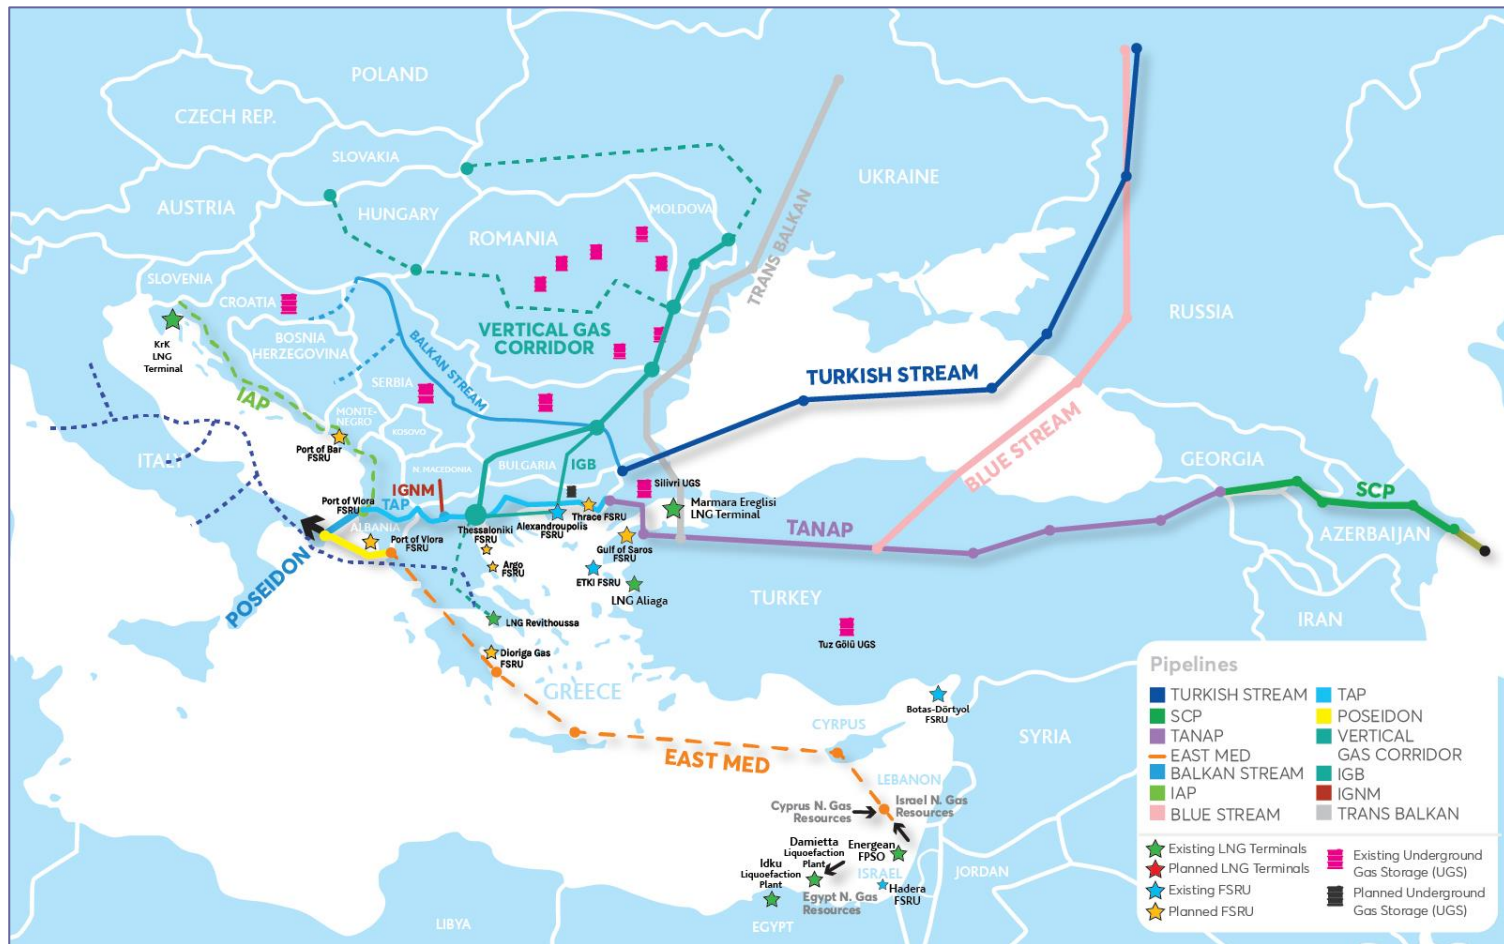 POLAND
CZECH REP.
SLOVAKIA
UKRAINE
AUSTRIA
HUNGARY
MOLDOVA
ROMANIA
TRANS BALKAN
SLOVENIA
CROATIA
RUSSIA
BOSNIA
HERZEGOVINA
KrK
LNG
Terminal
VERTICAL GAS
CORRIDOR
BALKAN STREAM
TURKISH STREAM
SERBIA
IAP
MONTE-
NEGRO
KOSOVO
BLUE STREAM
Port of Bar
FSRU
ITALY
N. MACEDONIA
BULGARIA
IGB
GEORGIA
IGNM
Silivri UGS
SCP
Port of Vlora
FSRU
TAP
Marmara Ereglisi
LNG Terminal
Thrace FSRU
ALBANIA
Thessaloniki
FSRU
Alexandroupolis
FSRU
TANAP
AZERBAIJAN
Port of Vlora
FSRU
Gulf of Saros
FSRU
Argo
FSRU
ETKI FSRU
POSEIDON
LNG Aliaga
TURKEY
LNG Revithoussa
IRAN
Tuz Gölü UGS
Dioriga Gas
FSRU
GREECE
Botas-Dörtyol
FSRU
CYRPUS
SYRIA
EAST MED
LEBANON
Cyprus N. Gas
Resources
Israel N. Gas
Resources
Damietta
Liquoefaction
Plant
Energean
FPSO
Idku
Liquoefaction
Plant
ISRAEL
JORDAN
Hadera
FSRU
Egypt N. Gas
Resources
LIBYA
EGYPT
Pipelines
TURKISH STREAM
SCP
TANAP
EAST MED
BALKAN STREAM
IAP
BLUE STREAM
TAP
POSEIDON
VERTICAL
GAS CORRIDOR
IGB
IGNM
TRANS BALKAN
Existing LNG Terminals
Planned LNG Terminals
Existing FSRU
Planned FSRU
Existing Underground
Gas Storage (UGS)
Planned Underground
Gas Storage (UGS)